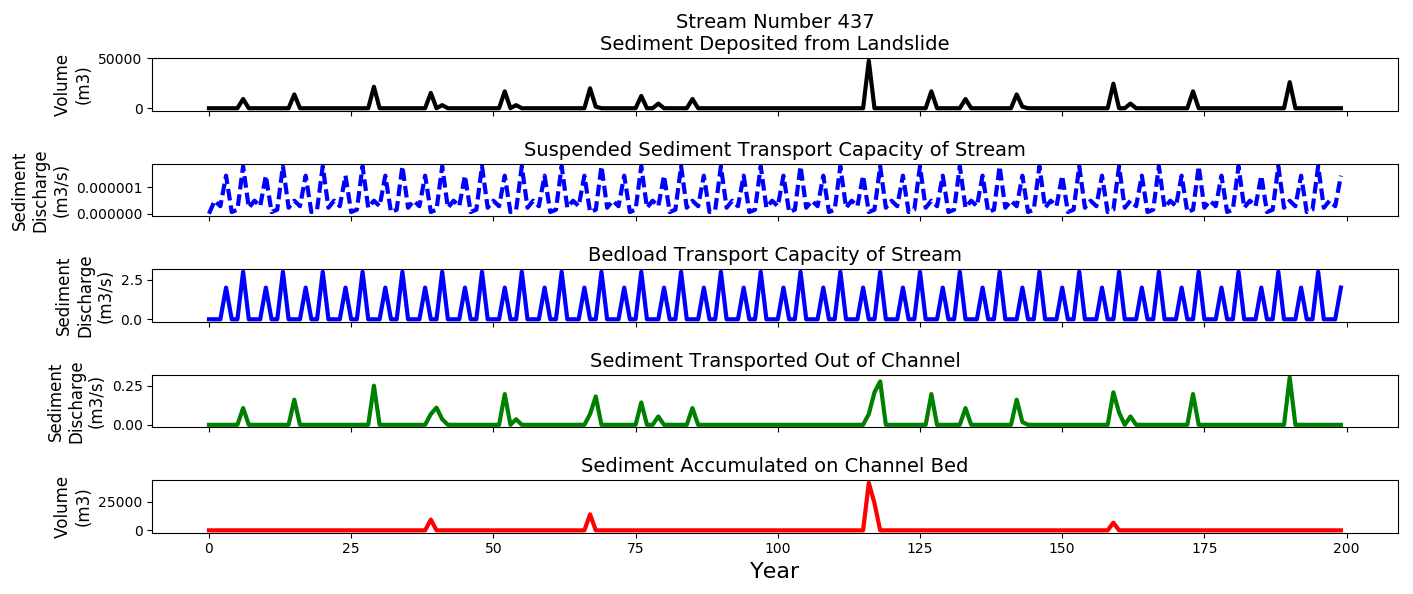 Stream Number 437
Sediment Deposited from Landslide
Volume
(m3)
50000
0
Suspended Sediment Transport Capacity of Stream
Sediment
Discharge
(m3/s)
0.000001
0.000000
Bedload Transport Capacity of Stream
Sediment
Discharge
(m3/s)
2.5
0.0
Sediment Transported Out of Channel
Sediment
Discharge
(m3/s)
0.25
0.00
Sediment Accumulated on Channel Bed
Volume
(m3)
25000
0
0 25 50 75 100 125 150 175 200
Year